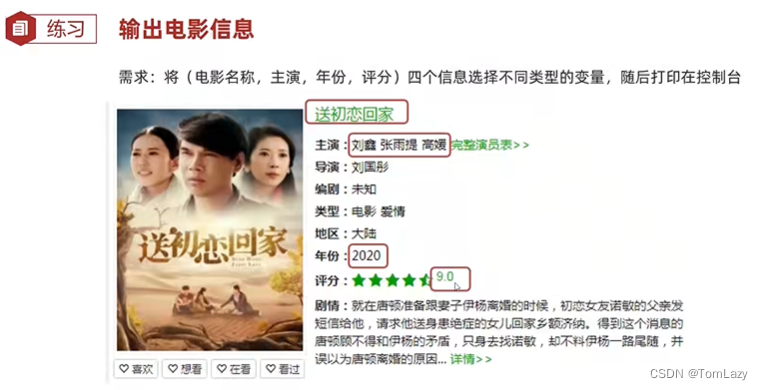 练习
输出电影信息
需求：将（电影名称，主演，年份，评分）四个信息选择不同类型的变量，随后打印在控制台
送初恋回家
主演：刘鑫 张雨提 高媛 完整演员表>>
导演：刘国彤
编剧：未知
类型：电影 爱情
地区：大陆
年份：2020
评分：9.0
剧情：就在唐顿准备跟妻子伊杨离婚的时候，初恋女友诺敏的父亲发
短信给他，请求他送身患绝症的女儿回家乡额济纳。得到这个消息的
唐顿顾不得和伊杨的矛盾，只身去找诺敏，却不料伊杨一路尾随，并
误以为唐顿离婚的原因... 详情>>
送初恋回家
喜欢 想看 在看 看过
CSDN @TomLazy